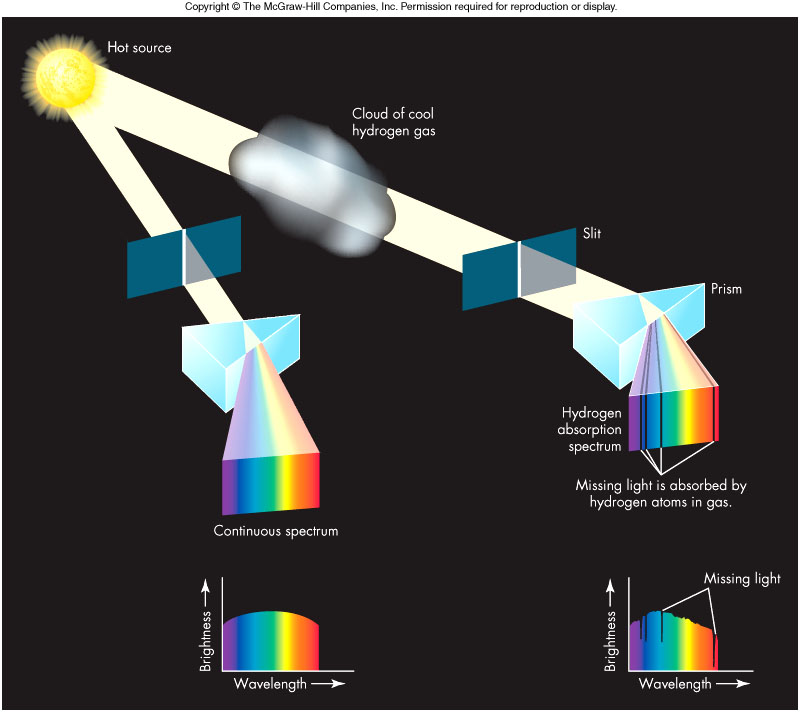 Copyright © The McGraw-Hill Companies, Inc. Permission required for reproduction or display.
Hot source
Cloud of cool
hydrogen gas
Slit
Prism
Hydrogen
absorption
spectrum
Missing light is absorbed by
hydrogen atoms in gas.
Continuous spectrum
Brightness
Wavelength
Missing light
Brightness
Wavelength